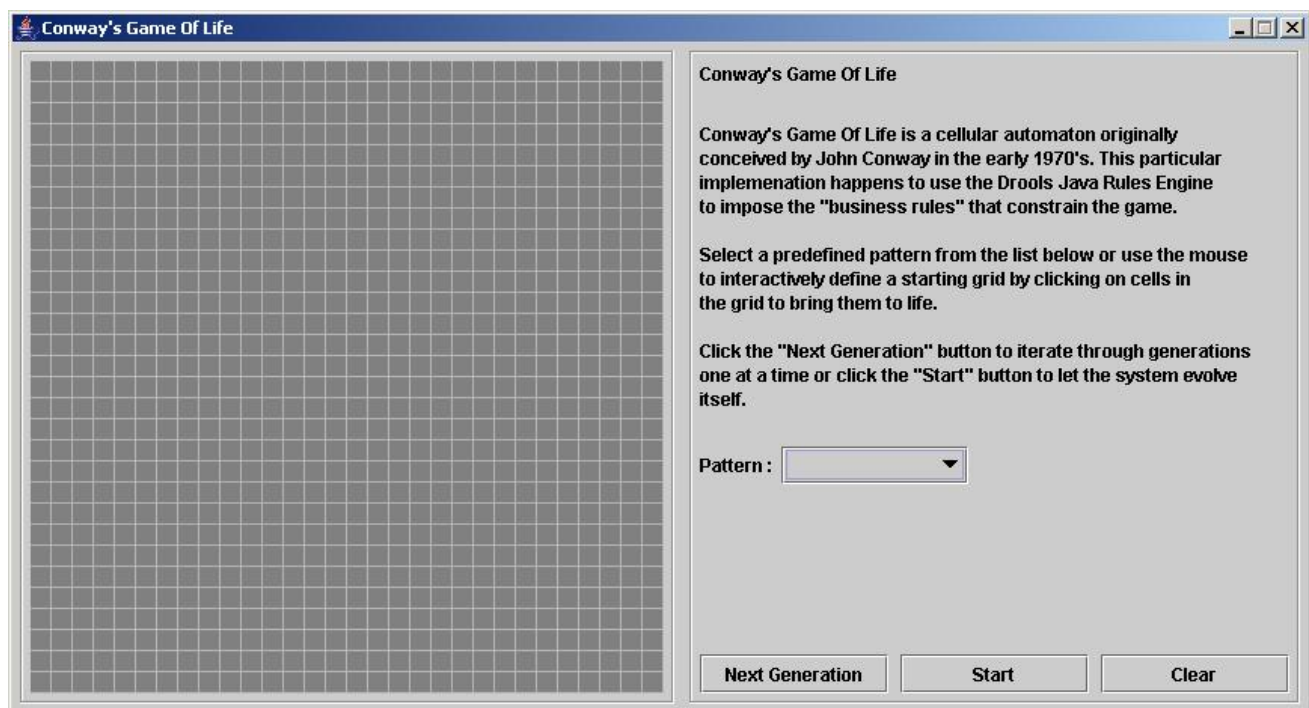 Conway's Game Of Life
Conway's Game Of Life
Conway's Game Of Life is a cellular automaton originally
conceived by John Conway in the early 1970's. This particular
implemenation happens to use the Drools Java Rules Engine
to impose the "business rules" that constrain the game.
Select a predefined pattern from the list below or use the mouse
to interactively define a starting grid by clicking on cells in
the grid to bring them to life.
Click the "Next Generation" button to iterate through generations
one at a time or click the "Start" button to let the system evolve
itself.
Pattern :
Next Generation Start Clear